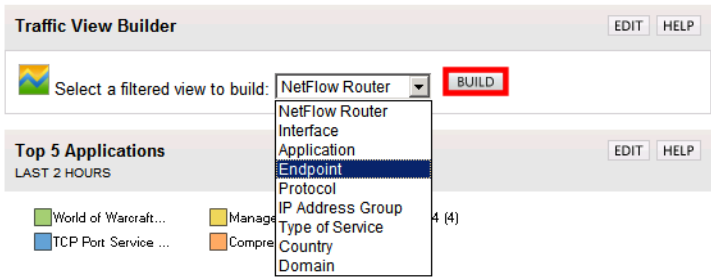 Traffic View Builder EDIT HELP
Select a filtered view to build: NetFlow Router BUILD
NetFlow Router
Interface
Application
Endpoint
Protocol
IP Address Group
Type of Service
Country
Domain
Top 5 Applications EDIT HELP
LAST 2 HOURS
World of Warcraft... Manage 4 (4)
TCP Port Service ... Compre